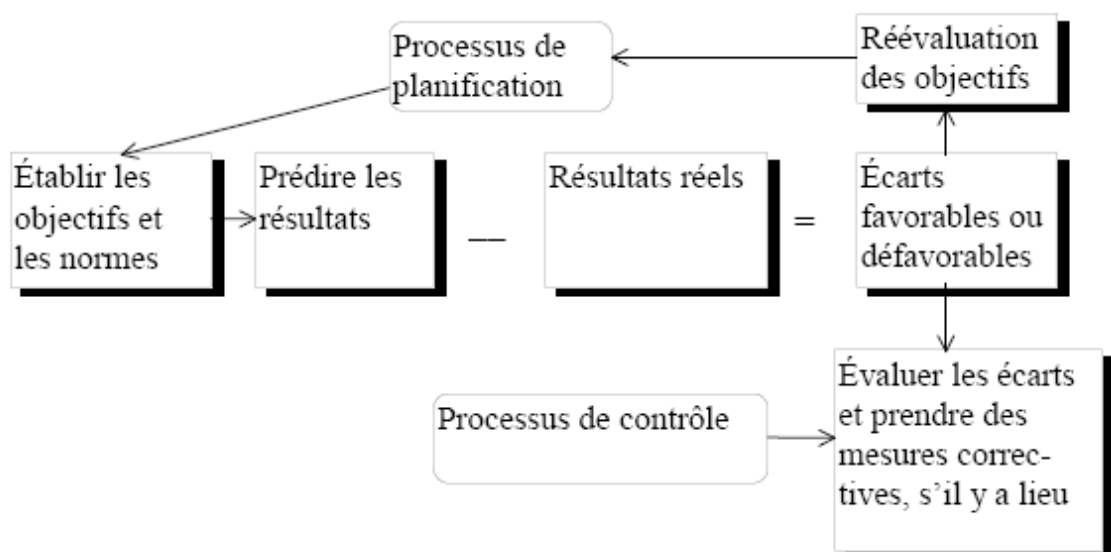 Processus de
planification
Réévaluation
des objectifs
Établir les
objectifs et
les normes
Prédire les
résultats
__
Résultats réels
=
Écarts
favorables ou
défavorables
Processus de contrôle
Évaluer les écarts
et prendre des
mesures correc-
tives, s’il y a lieu